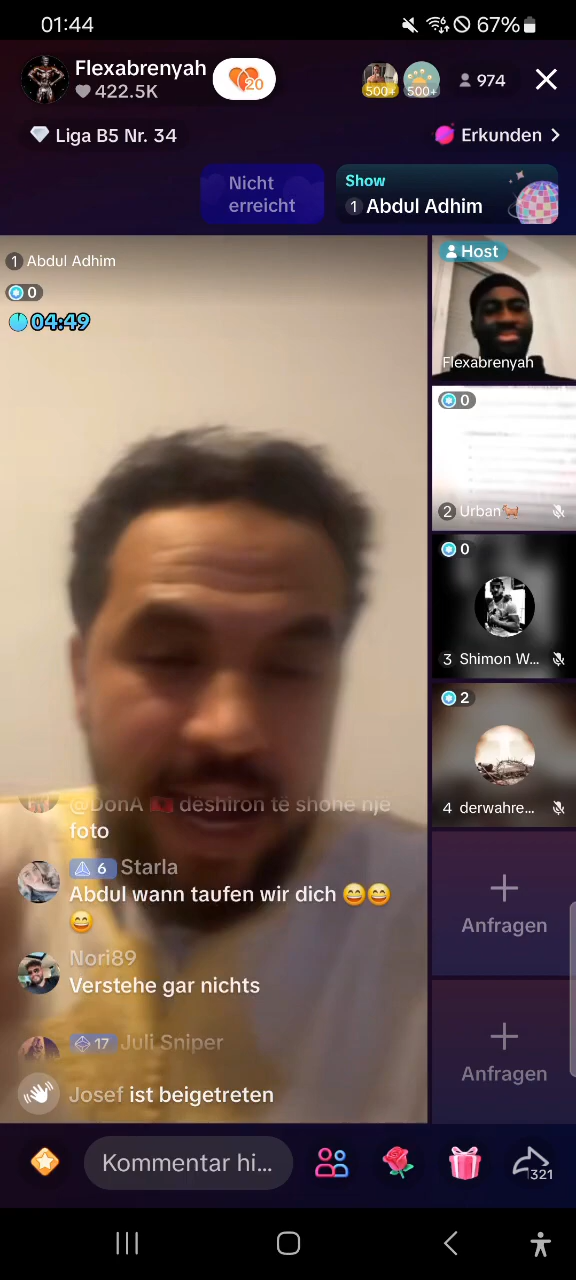 01:44
67%
Flexabrenyah
422.5K
20
500+
500+
974
Liga B5 Nr. 34
Erkunden
Nicht
erreicht
Show
1 Abdul Adhim
1 Abdul Adhim
0
04:49
Host
Flexabrenyah
0
2 Urban
0
3 Shimon W...
2
4 derwahre...
Anfragen
Anfragen
@DonA 🇦🇱 dëshiron të shohë një
foto
6 Starla
Abdul wann taufen wir dich 😄😄
😄
Nori89
Verstehe gar nichts
17 Juli Sniper
Josef ist beigetreten
Kommentar hi...
321